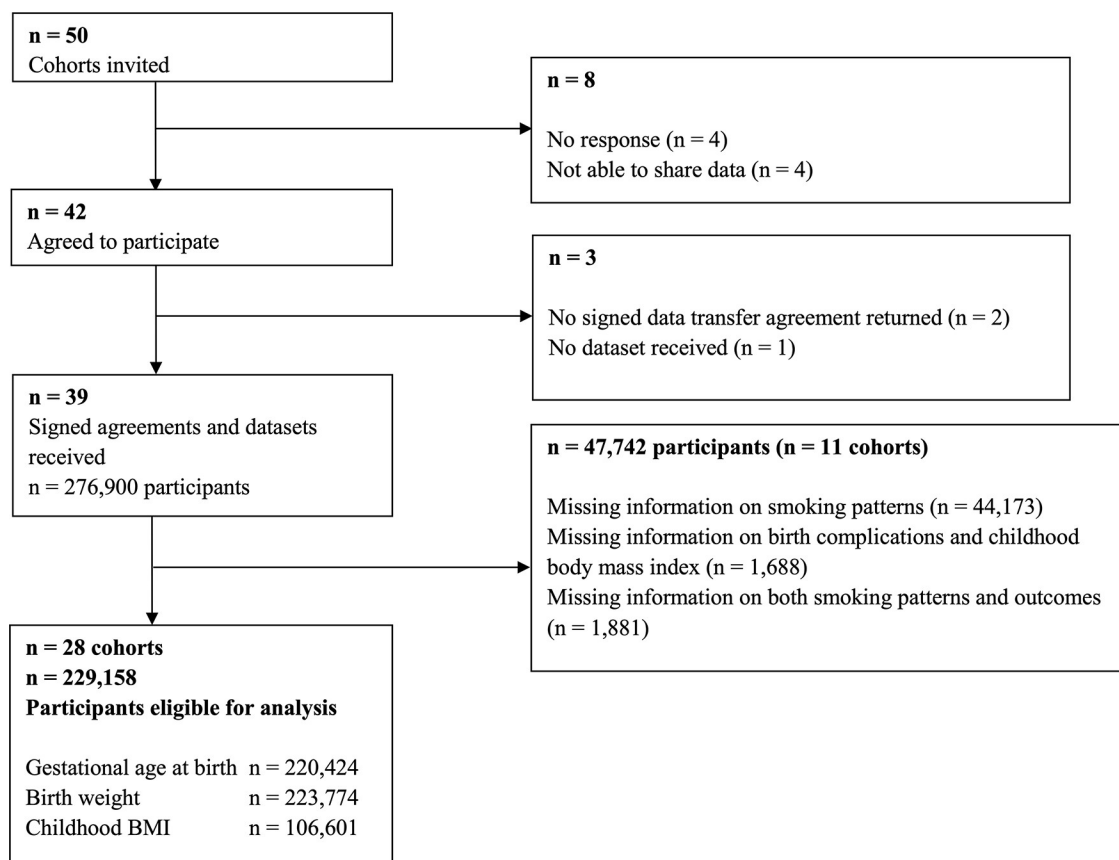 n = 50
Cohorts invited
n = 8
No response (n = 4)
Not able to share data (n = 4)
n = 42
Agreed to participate
n = 3
No signed data transfer agreement returned (n = 2)
No dataset received (n = 1)
n = 39
Signed agreements and datasets
received
n = 276,900 participants
n = 47,742 participants (n = 11 cohorts)
Missing information on smoking patterns (n = 44,173)
Missing information on birth complications and childhood
body mass index (n = 1,688)
Missing information on both smoking patterns and outcomes
(n = 1,881)
n = 28 cohorts
n = 229,158
Participants eligible for analysis
Gestational age at birth n = 220,424
Birth weight n = 223,774
Childhood BMI n = 106,601